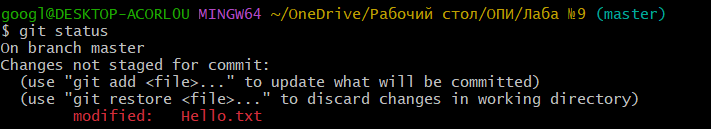 googl@DESKTOP-ACORL0U MINGW64 ~/OneDrive/Рабочий стол/ОПИ/Лаба №9 (master)
$ git status
On branch master
Changes not staged for commit:
  (use "git add <file>..." to update what will be committed)
  (use "git restore <file>..." to discard changes in working directory)
        modified:   Hello.txt